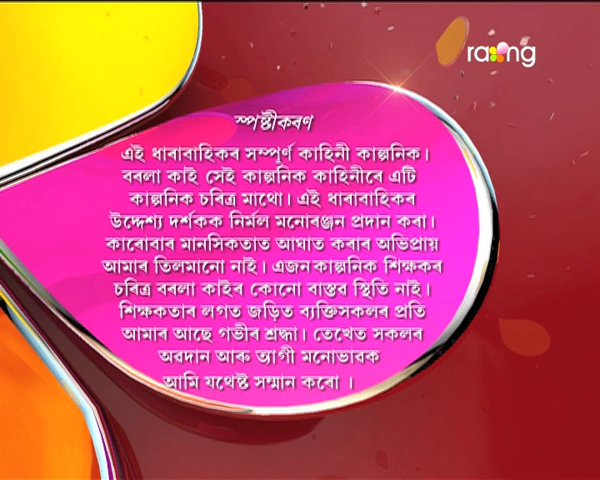 rang
স্পষ্টীকৰণ
এই ধাৰাবাহিকৰ সম্পূৰ্ণ কাহিনী কাল্পনিক।
বৰলা কাই সেই কাল্পনিক কাহিনীৰে এটি
কাল্পনিক চৰিত্ৰ মাথো। এই ধাৰাবাহিকৰ
উদ্দেশ্য দৰ্শকক নিৰ্মল মনোৰঞ্জন প্ৰদান কৰা।
কাৰোবাৰ মানসিকতাত আঘাত কৰাৰ অভিপ্ৰায়
আমাৰ তিলমানো নাই। এজন কাল্পনিক শিক্ষকৰ
চৰিত্ৰ বৰলা কাইৰ কোনো বাস্তৱ স্থিতি নাই।
শিক্ষকতাৰ লগত জড়িত ব্যক্তিসকলৰ প্ৰতি
আমাৰ আছে গভীৰ শ্ৰদ্ধা। তেখেত সকলৰ
অৱদান আৰু ত্যাগী মনোভাৱক
আমি যথেষ্ট সন্মান কৰো ।